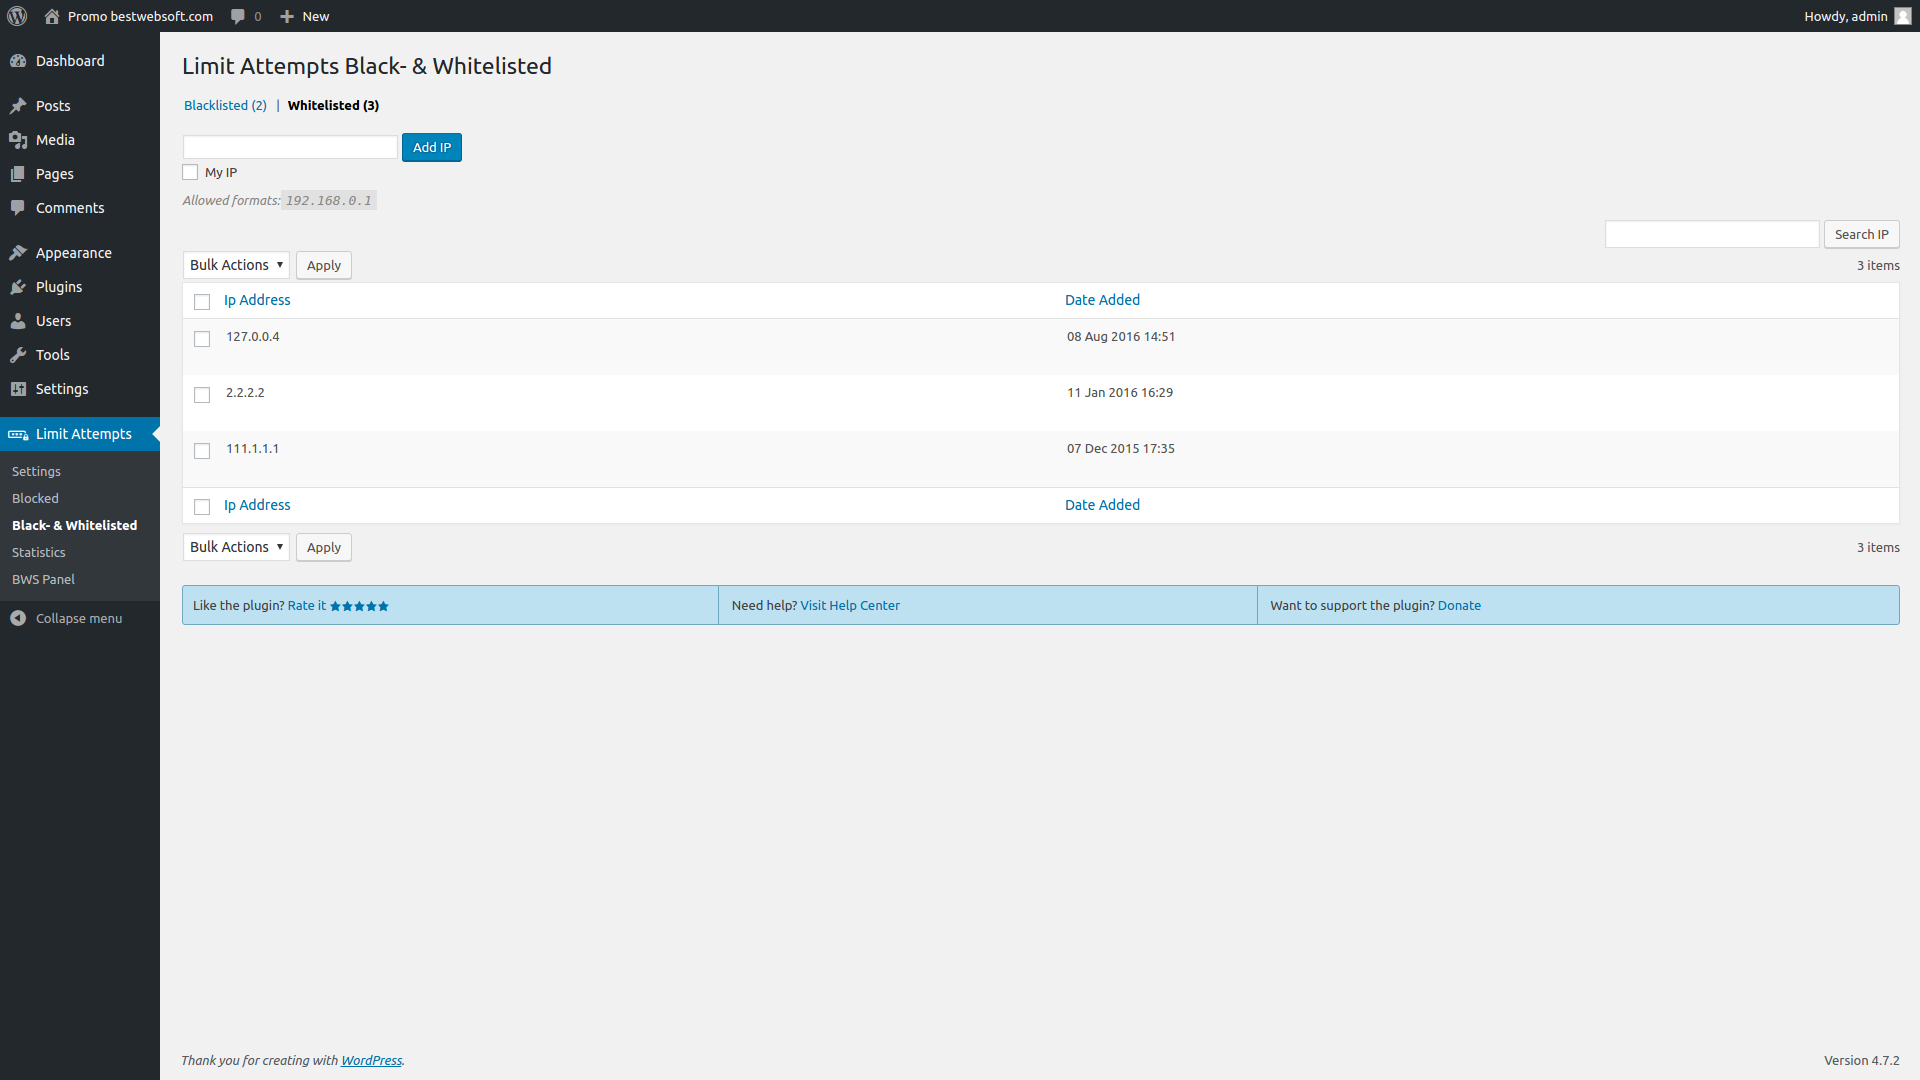 Promo bestwebsoft.com 0 New Howdy, admin
Dashboard
Posts
Media
Pages
Comments
Appearance
Plugins
Users
Tools
Settings
Limit Attempts
Settings
Blocked
Black- & Whitelisted
Statistics
BWS Panel
Collapse menu
Limit Attempts Black- & Whitelisted
Blacklisted (2) | Whitelisted (3)
Add IP
My IP
Allowed formats: 192.168.0.1
Search IP
Bulk Actions Apply 3 items
Ip Address Date Added
127.0.0.4 08 Aug 2016 14:51
2.2.2.2 11 Jan 2016 16:29
111.1.1.1 07 Dec 2015 17:35
Ip Address Date Added
Bulk Actions Apply 3 items
Like the plugin? Rate it ★★★★★ Need help? Visit Help Center Want to support the plugin? Donate
Thank you for creating with WordPress. Version 4.7.2